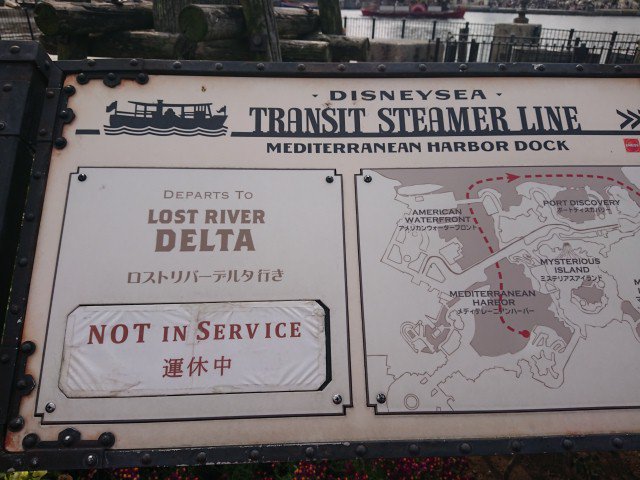 DISNEYSEA
TRANSIT STEAMER LINE
MEDITERRANEAN HARBOR DOCK
DEPARTS TO
LOST RIVER
DELTA
ロストリバーデルタ行き
NOT IN SERVICE
運休中
AMERICAN
WATERFRONT
アメリカンウォーターフロント
PORT DISCOVERY
ポートディスカバリー
MYSTERIOUS
ISLAND
ミステリアスアイランド
MEDITERRANEAN
HARBOR
メディテレーニアンハーバー